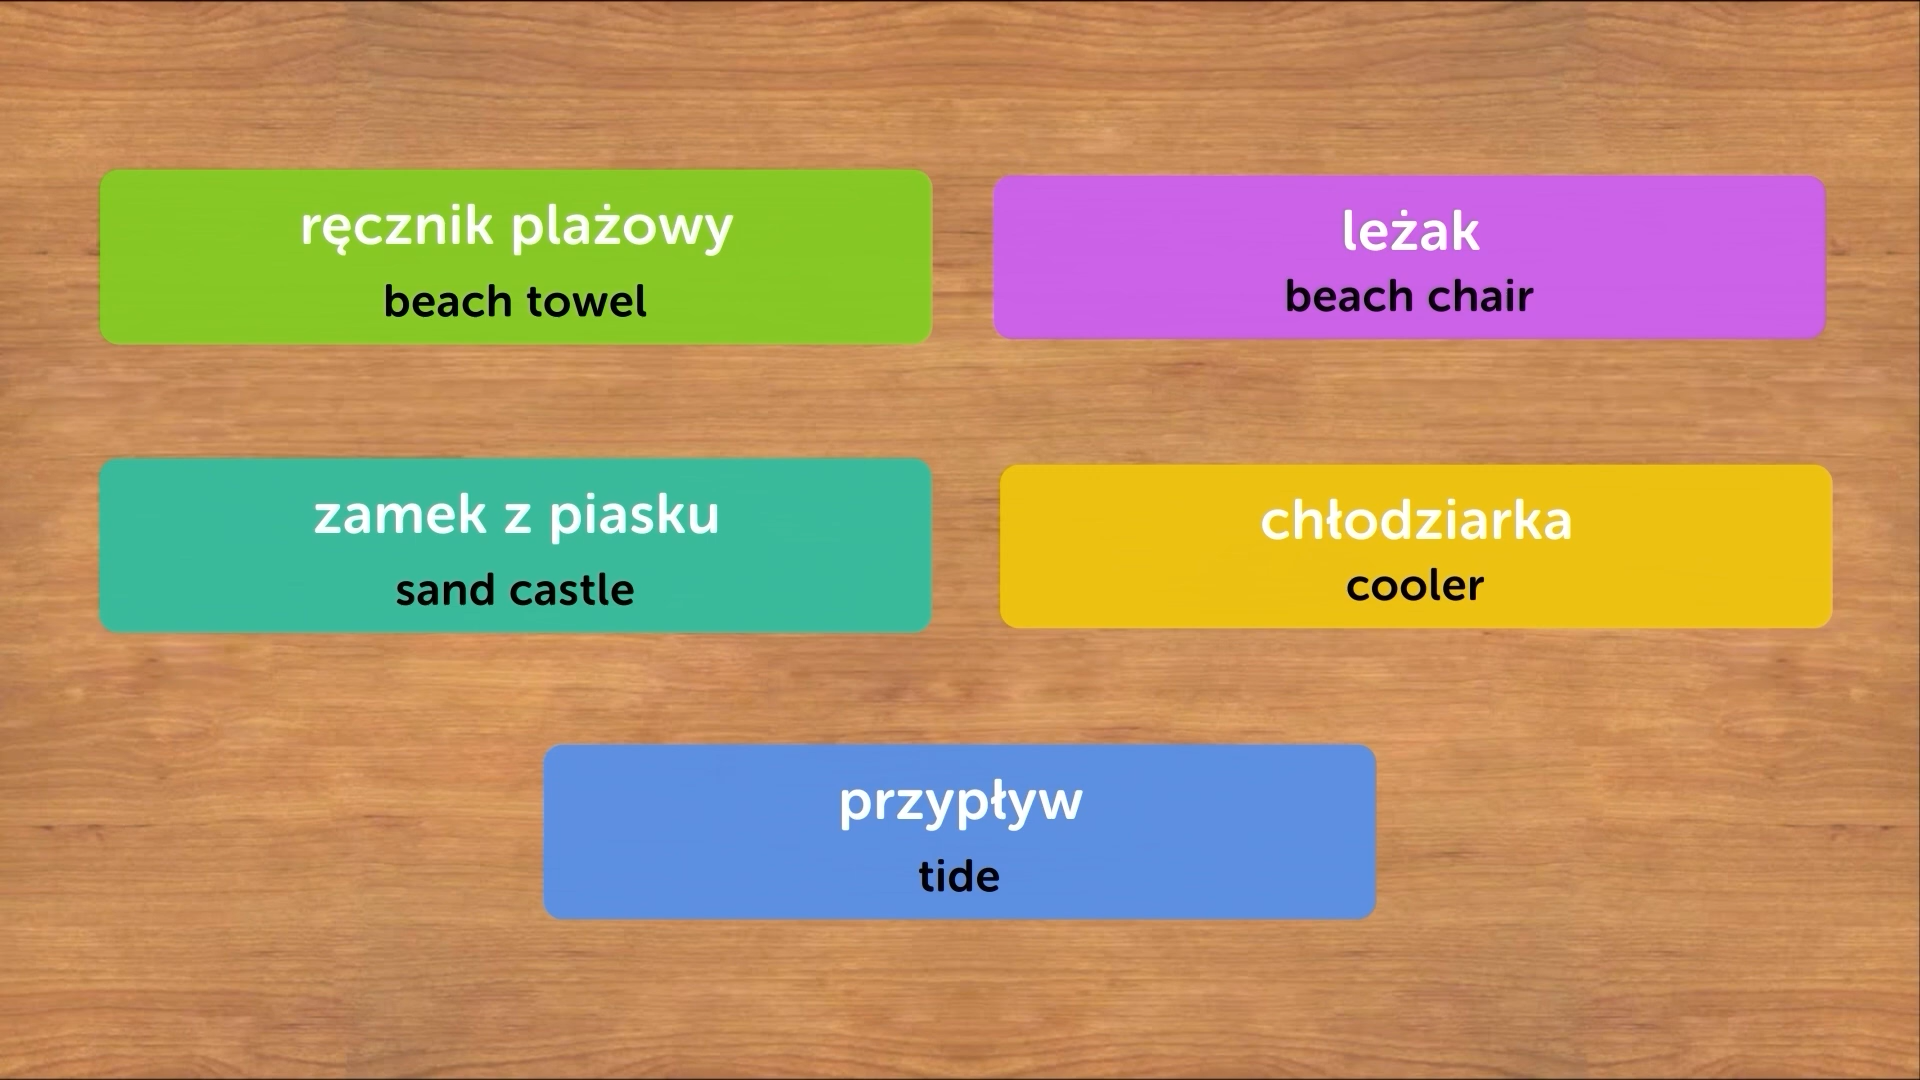 ręcznik plażowy
beach towel
leżak
beach chair
zamek z piasku
sand castle
chłodziarka
cooler
przypływ
tide